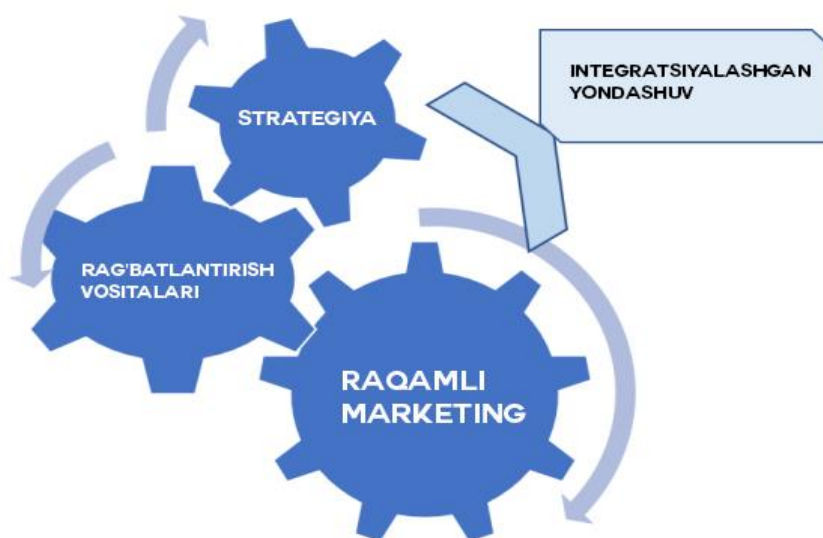 STRATEGIYA
INTEGRATSIYALASHGAN
YONDASHUV
RAG'BATLANTIRISH
VOSITALARI
RAQAMLI
MARKETING